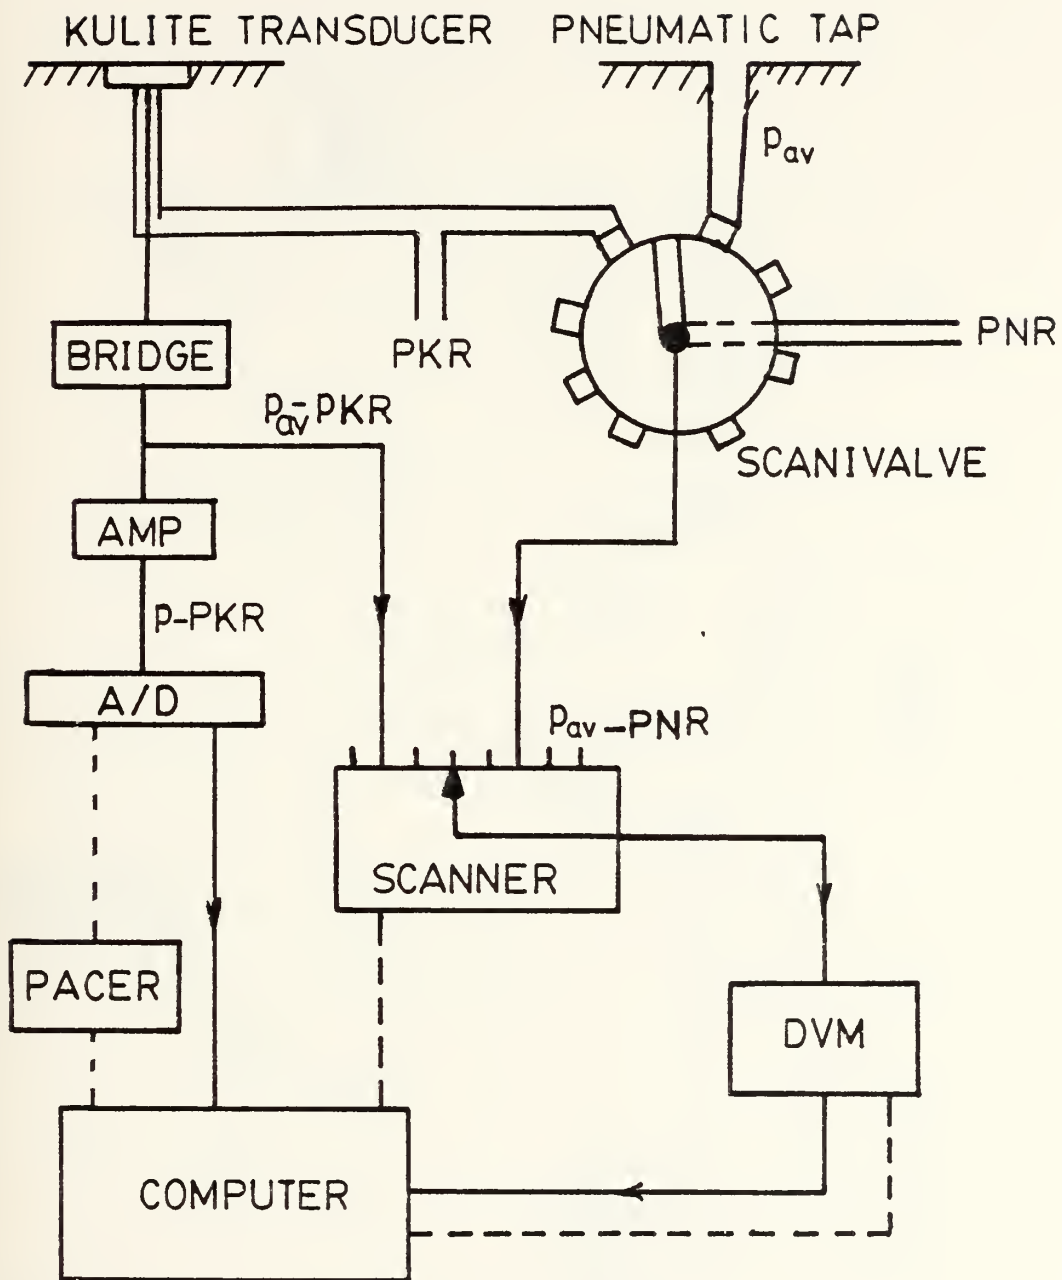 KULITE TRANSDUCER
PNEUMATIC TAP
pav
PNR
PKR
BRIDGE
pav-pKR
SCANIVALVE
AMP
p-PKR
A/D
pav-PNR
SCANNER
PACER
DVM
COMPUTER